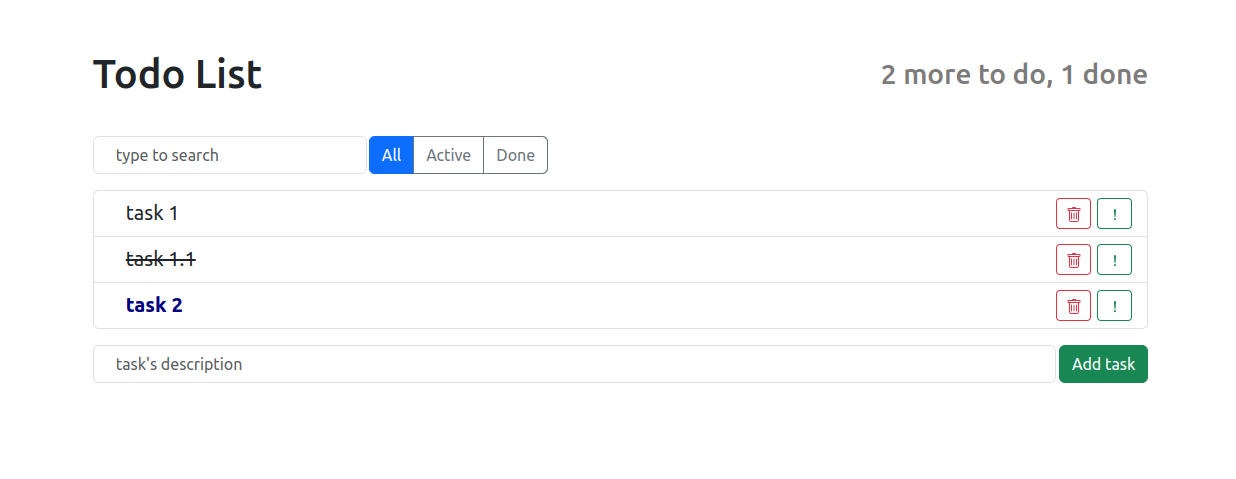 Todo List
2 more to do, 1 done
type to search
All Active Done
task 1 !
task 1.1 !
task 2 !
task's description
Add task